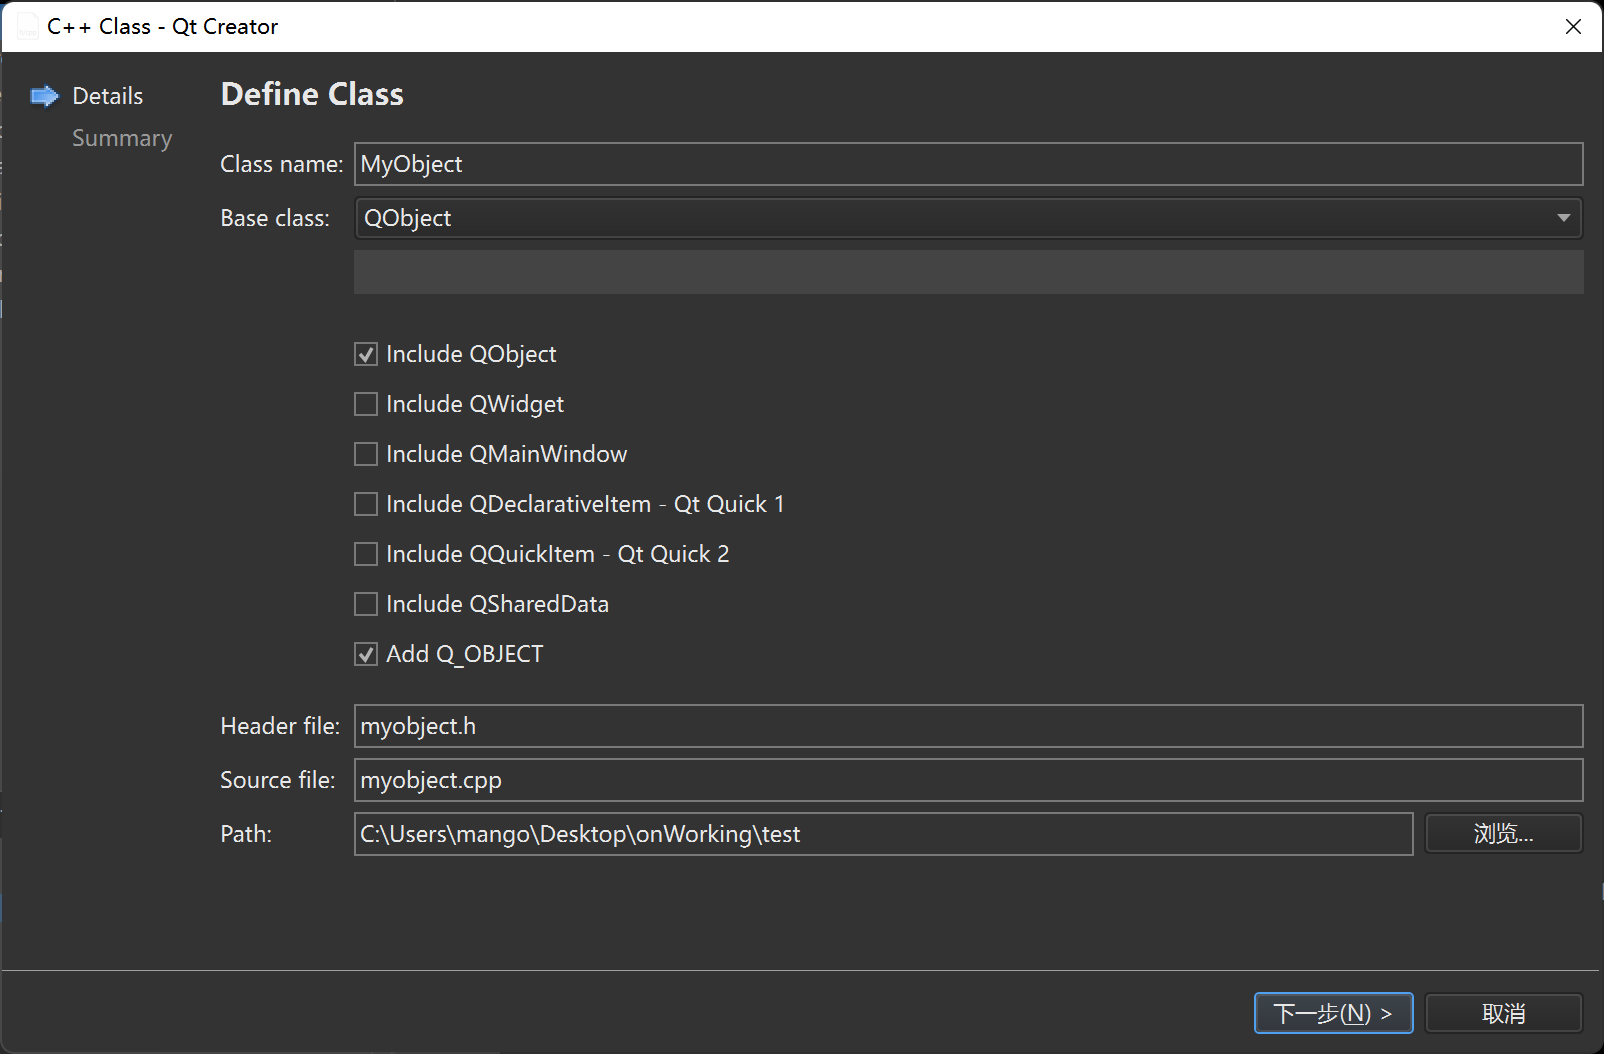 C++ Class - Qt Creator
Details
Summary
Define Class
Class name: MyObject
Base class: QObject
Include QObject
Include QWidget
Include QMainWindow
Include QDeclarativeItem - Qt Quick 1
Include QQuickItem - Qt Quick 2
Include QSharedData
Add Q_OBJECT
Header file: myobject.h
Source file: myobject.cpp
Path: C:\Users\mango\Desktop\onWorking\test 浏览...
下一步(N) > 取消